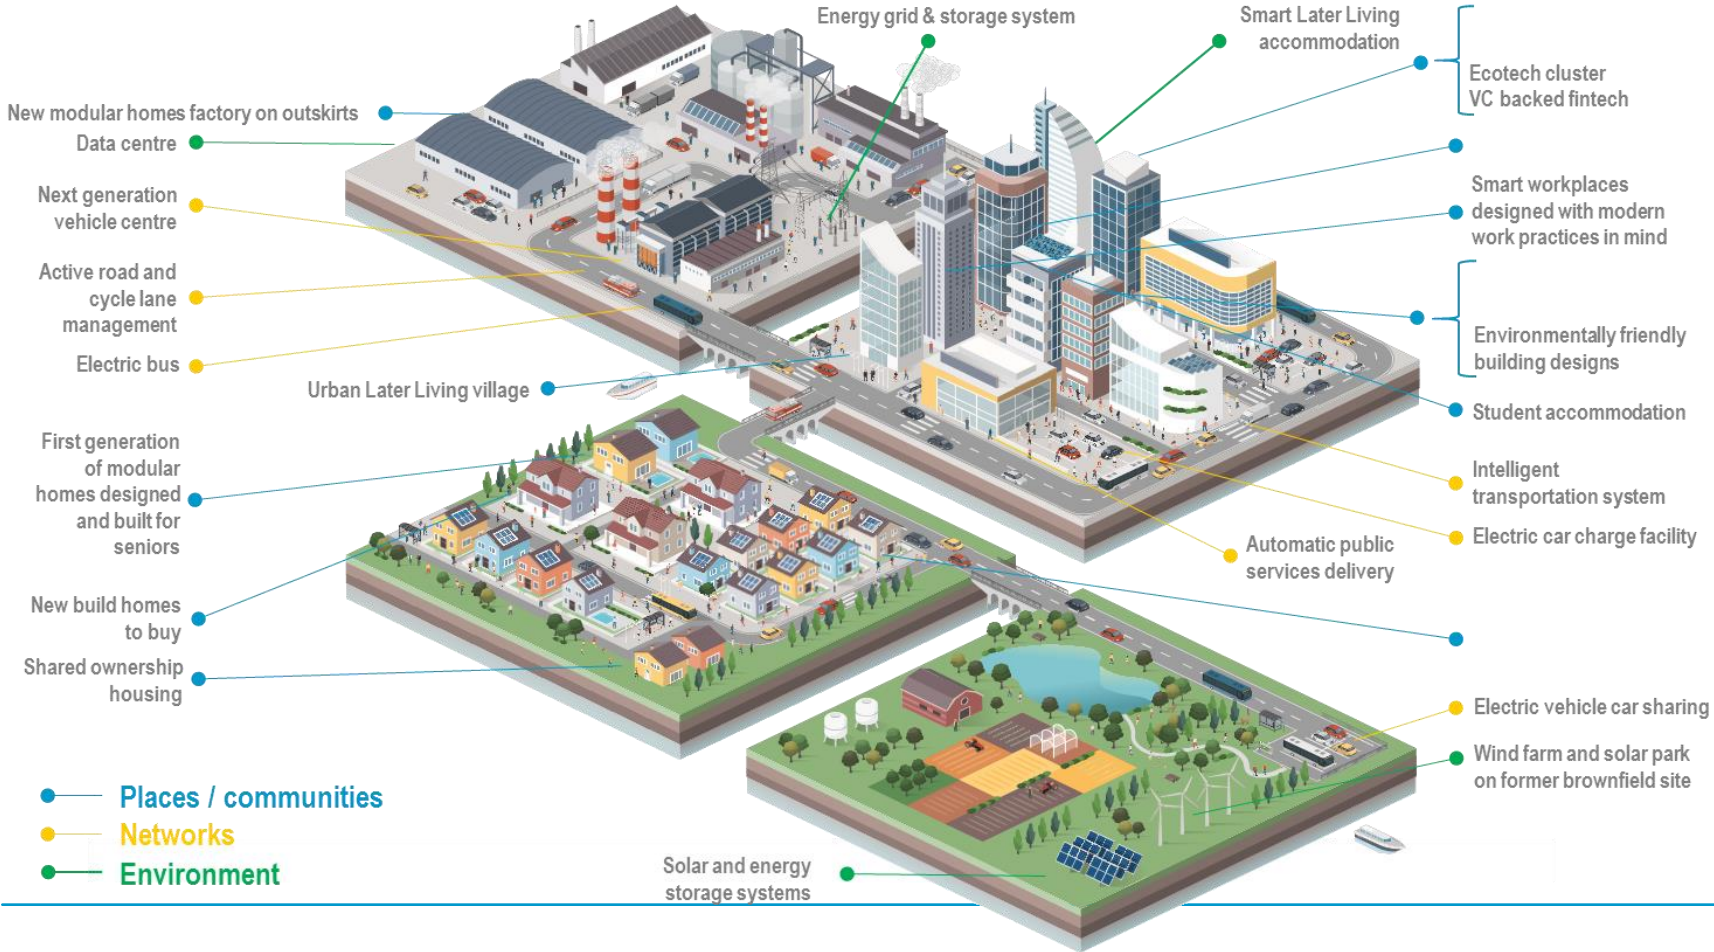 Energy grid & storage system
Smart Later Living
accommodation
Ecotech cluster
VC backed fintech
New modular homes factory on outskirts
Data centre
Next generation
vehicle centre
Smart workplaces
designed with modern
work practices in mind
Active road and
cycle lane
management
Electric bus
Environmentally friendly
building designs
Urban Later Living village
Student accommodation
First generation
of modular
homes designed
and built for
seniors
Intelligent
transportation system
Electric car charge facility
Automatic public
services delivery
New build homes
to buy
Shared ownership
housing
Electric vehicle car sharing
Wind farm and solar park
on former brownfield site
Places / communities
Networks
Environment
Solar and energy
storage systems